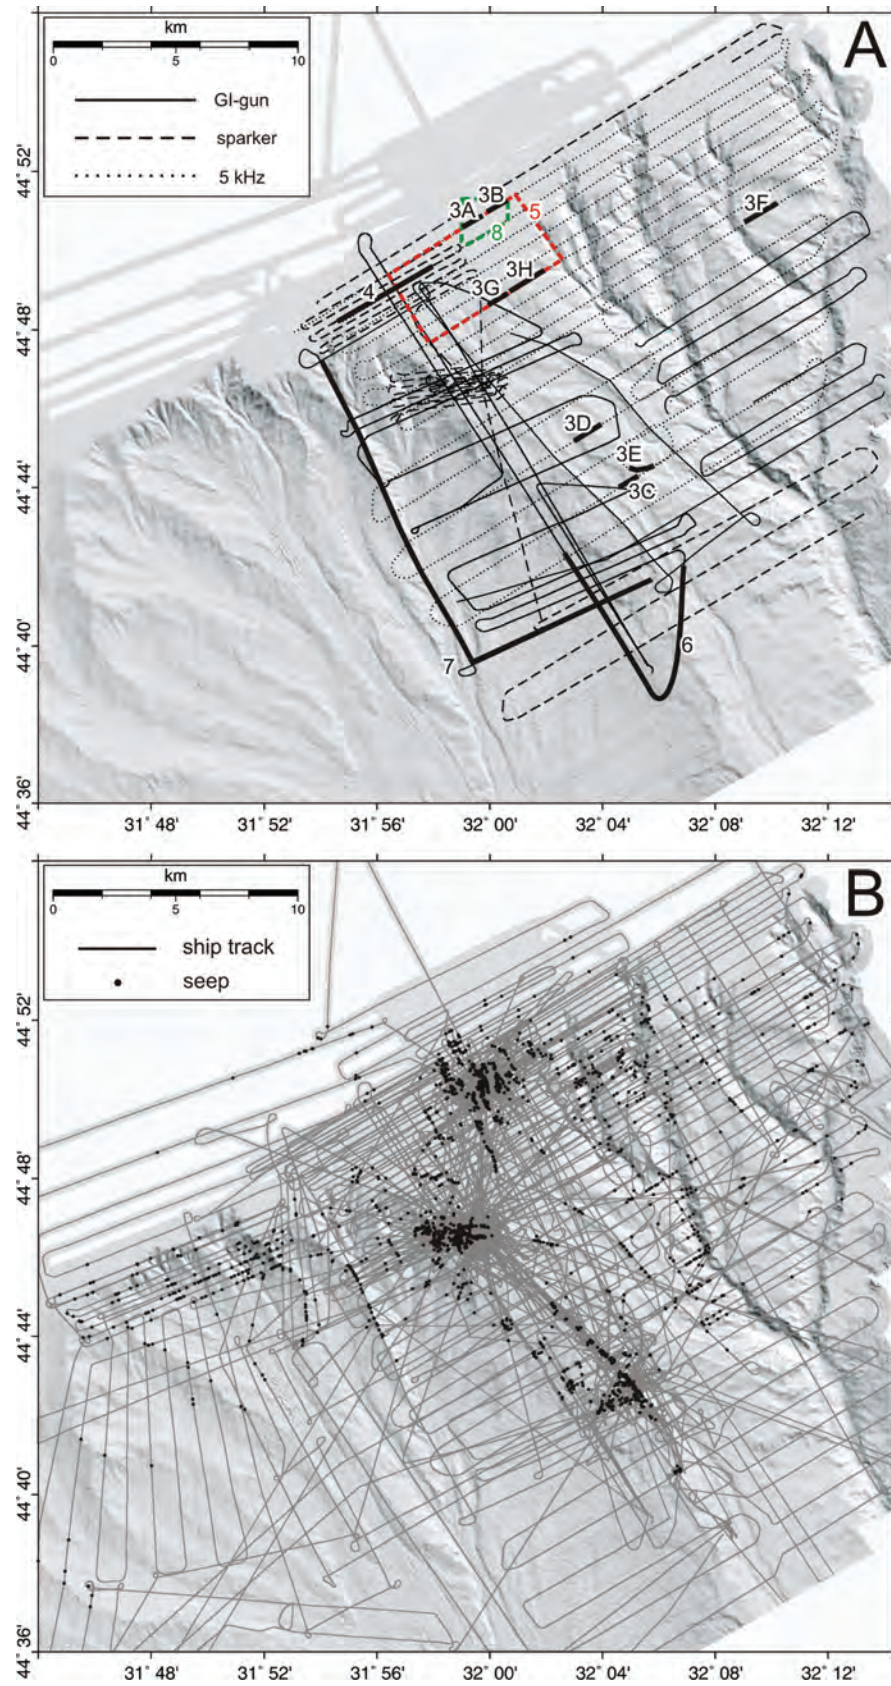 A
km
0 5 10
GI-gun
sparker
5 kHz
44˚ 52'
44˚ 48'
44˚ 44'
44˚ 40'
44˚ 36'
3A
3B
5
8
3F
3H
3G
4
3D
3E
3C
6
7
31˚ 48' 31˚ 52' 31˚ 56' 32˚ 00' 32˚ 04' 32˚ 08' 32˚ 12'
B
km
0 5 10
ship track
seep
44˚ 52'
44˚ 48'
44˚ 44'
44˚ 40'
44˚ 36'
31˚ 48' 31˚ 52' 31˚ 56' 32˚ 00' 32˚ 04' 32˚ 08' 32˚ 12'